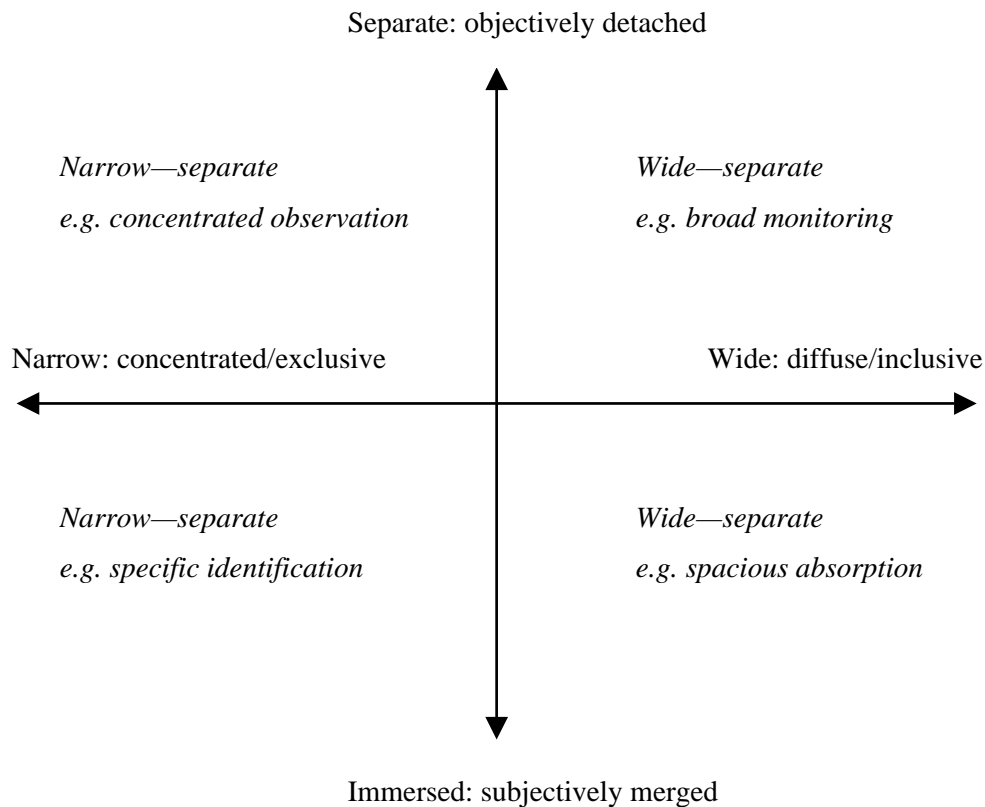 Separate: objectively detached
Narrow—separate
e.g. concentrated observation
Wide—separate
e.g. broad monitoring
Narrow: concentrated/exclusive
Wide: diffuse/inclusive
Narrow—separate
e.g. specific identification
Wide—separate
e.g. spacious absorption
Immersed: subjectively merged